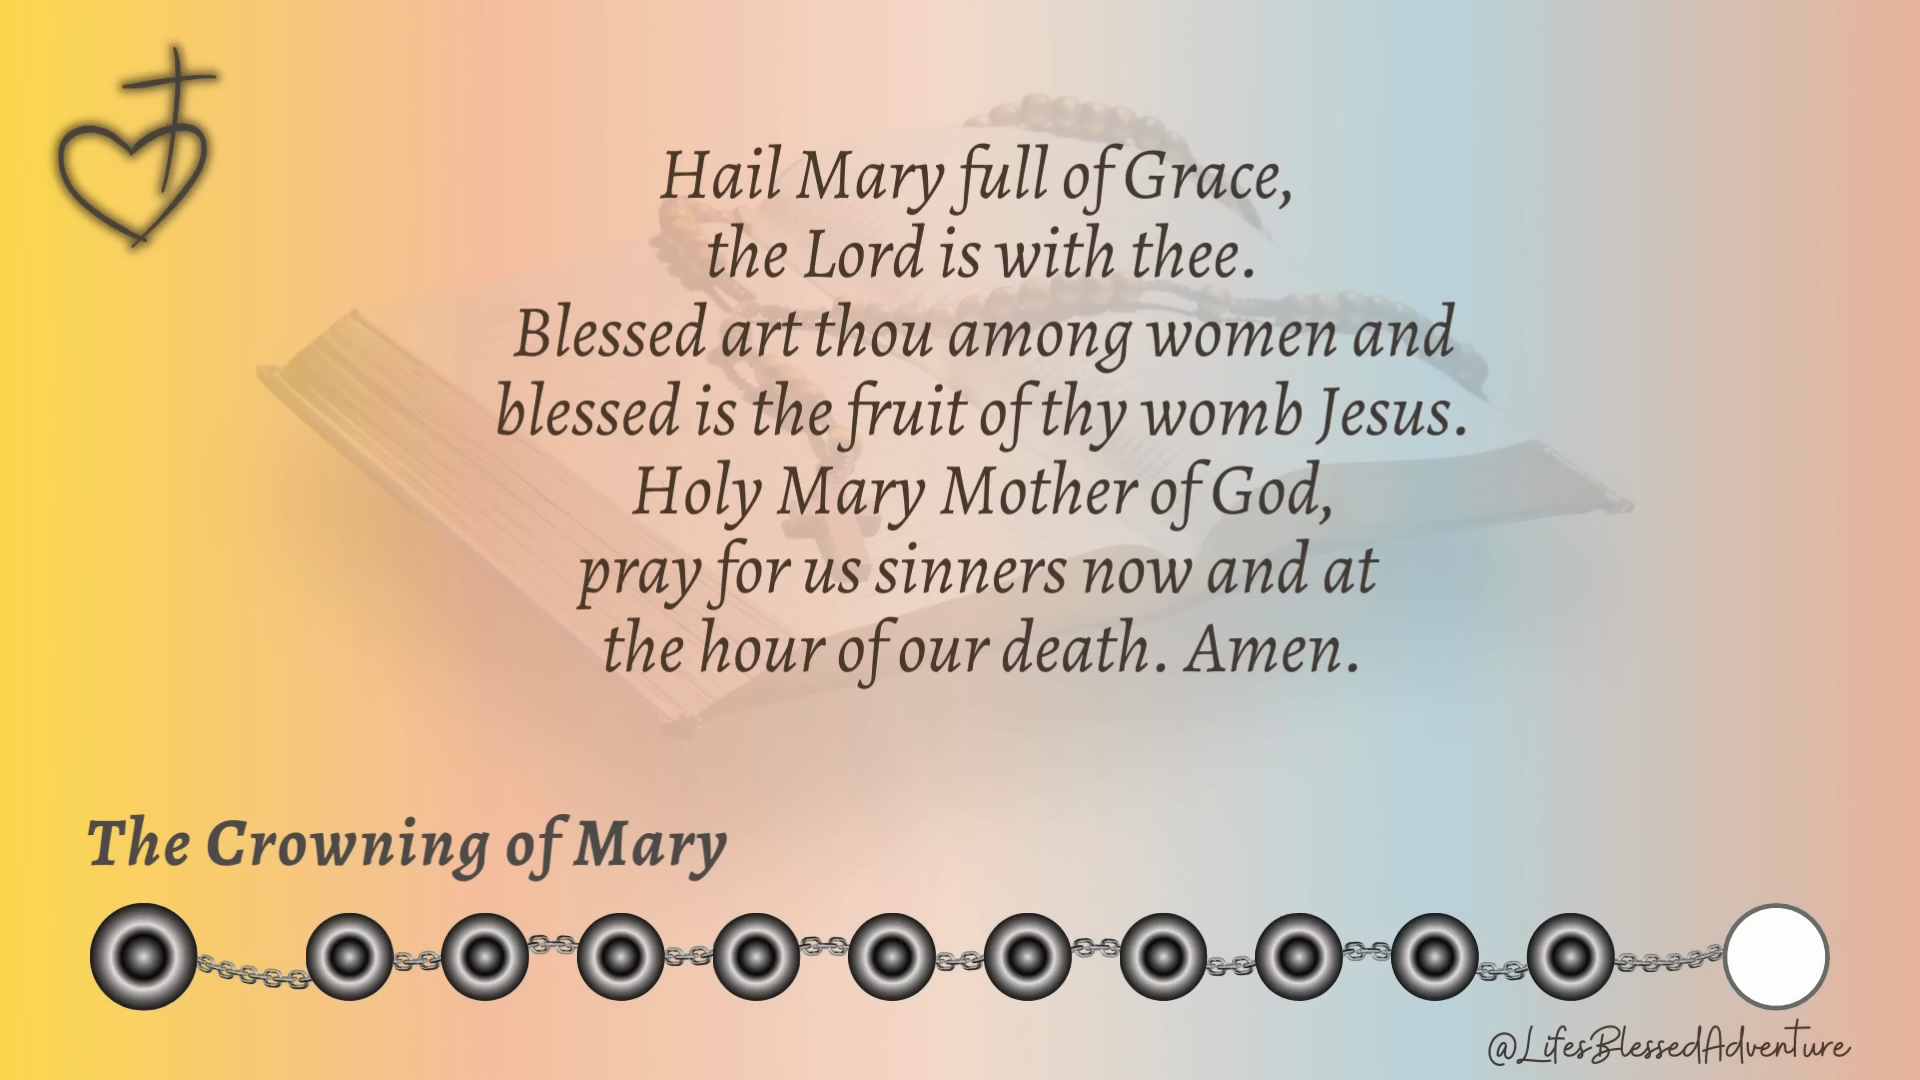 Hail Mary full of Grace,
the Lord is with thee.
Blessed art thou among women and
blessed is the fruit of thy womb Jesus.
Holy Mary Mother of God,
pray for us sinners now and at
the hour of our death. Amen.
The Crowning of Mary
@LifesBlessedAdventure